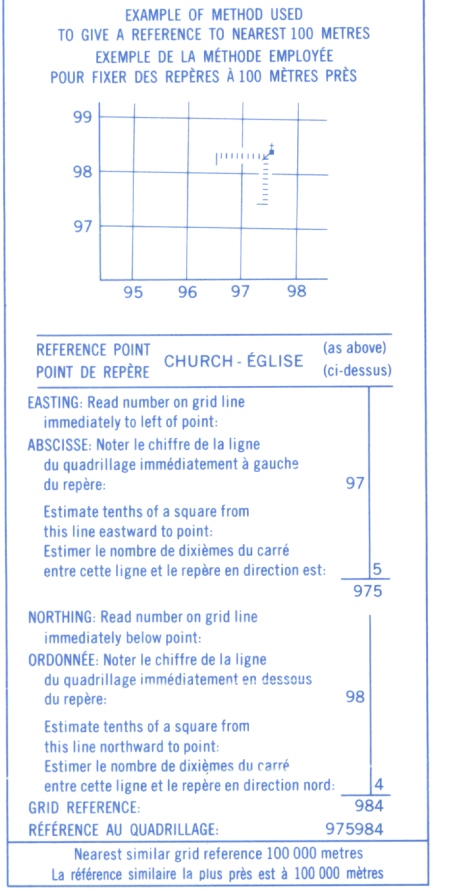 EXAMPLE OF METHOD USED
TO GIVE A REFERENCE TO NEAREST 100 METRES
EXEMPLE DE LA MÉTHODE EMPLOYÉE
POUR FIXER DES REPÈRES À 100 MÈTRES PRÈS
99
98
97
95 96 97 98
REFERENCE POINT
POINT DE REPÈRE
CHURCH - ÉGLISE
(as above)
(ci-dessus)
EASTING: Read number on grid line
immediately to left of point:
ABSCISSE: Noter le chiffre de la ligne
du quadrillage immédiatement à gauche
du repère: 97
Estimate tenths of a square from
this line eastward to point:
Estimer le nombre de dixièmes du carré
entre cette ligne et le repère en direction est: 5
975
NORTHING: Read number on grid line
immediately below point:
ORDONNÉE: Noter le chiffre de la ligne
du quadrillage immédiatement en dessous
du repère: 98
Estimate tenths of a square from
this line northward to point:
Estimer le nombre de dixièmes du carré
entre cette ligne et le repère en direction nord: 4
GRID REFERENCE: 984
RÉFÉRENCE AU QUADRILLAGE: 975984
Nearest similar grid reference 100 000 metres
La référence similaire la plus près est à 100 000 mètres